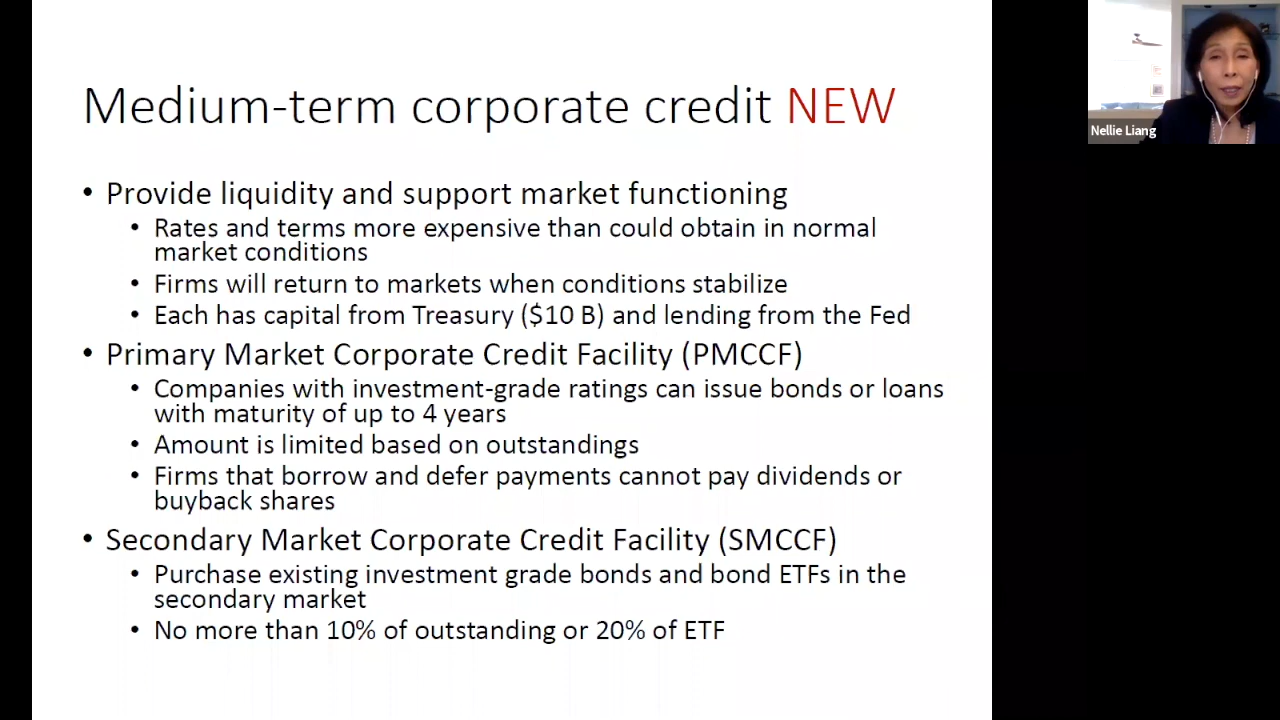 Medium-term corporate credit NEW
• Provide liquidity and support market functioning
• Rates and terms more expensive than could obtain in normal
market conditions
• Firms will return to markets when conditions stabilize
• Each has capital from Treasury ($10 B) and lending from the Fed
• Primary Market Corporate Credit Facility (PMCCF)
• Companies with investment-grade ratings can issue bonds or loans
with maturity of up to 4 years
• Amount is limited based on outstandings
• Firms that borrow and defer payments cannot pay dividends or
buyback shares
• Secondary Market Corporate Credit Facility (SMCCF)
• Purchase existing investment grade bonds and bond ETFs in the
secondary market
• No more than 10% of outstanding or 20% of ETF
Nellie Liang